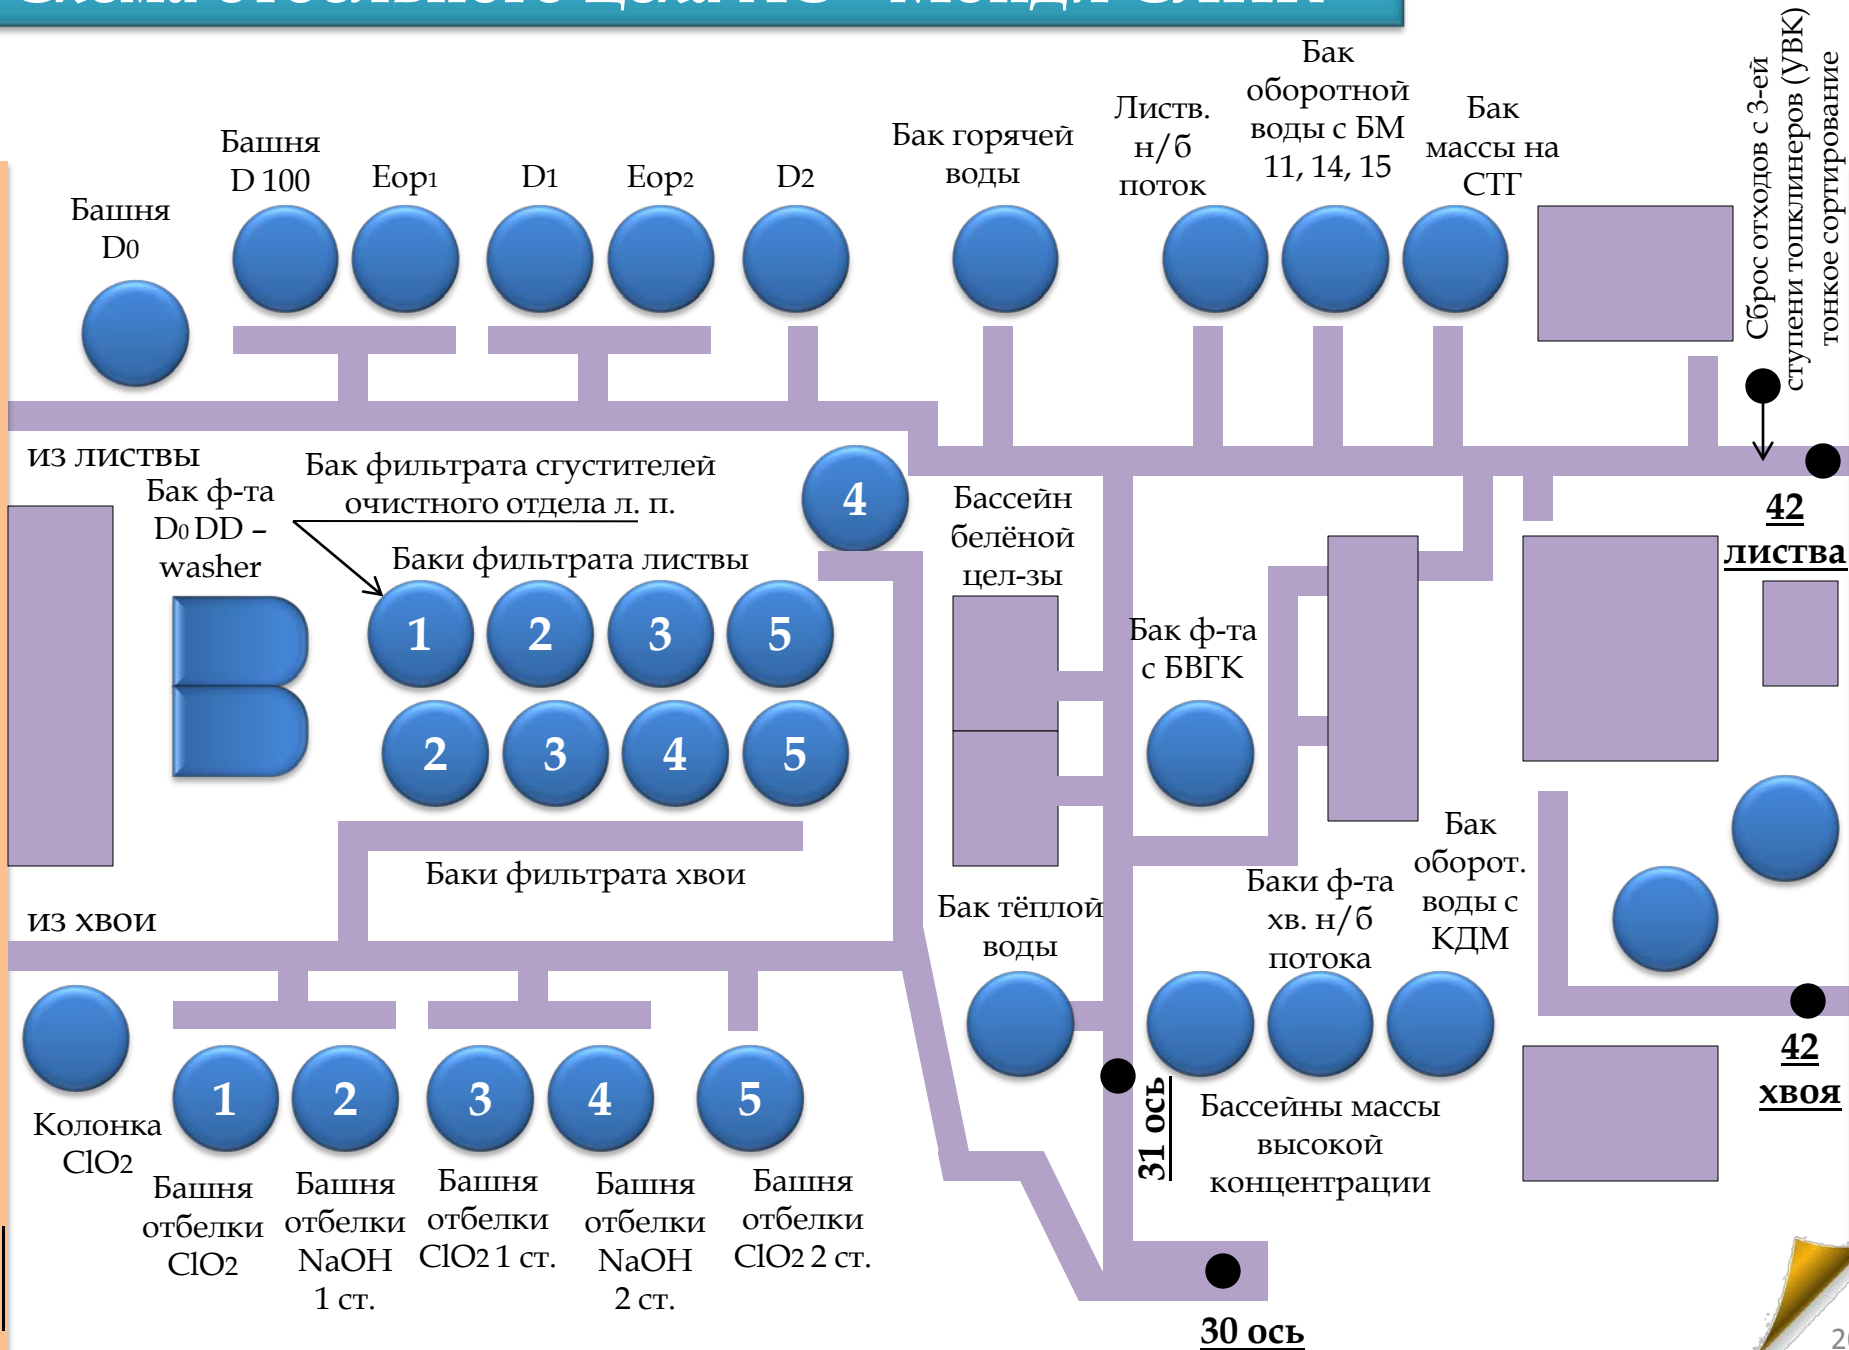 Башня
D 100
Еор1
D1
Еор2
D2
Бак горячей
воды
Листв.
н/б
поток
Бак
оборотной
воды с БМ
11, 14, 15
Бак
массы на
СТГ
Сброс отходов с 3-ей
ступени топклинеров (УВК)
тонкое сортирование
Башня
D0
из листвы
Бак ф-та
D0 DD –
washer
Бак фильтрата сгустителей
очистного отдела л. п.
Баки фильтрата листвы
4
1
2
3
5
2
3
4
5
Баки фильтрата хвои
Бассейн
белёной
цел-зы
Бак ф-та
с БВГК
42
листва
из хвои
Бак тёплой
воды
Баки ф-та
хв. н/б
потока
Бак
оборот.
воды с
КДМ
42
хвоя
31 ось
Бассейны массы
высокой
концентрации
Колонка
ClO2
1
2
3
4
5
Башня
отбелки
ClO2
Башня
отбелки
NaOH
1 ст.
Башня
отбелки
ClO2 1 ст.
Башня
отбелки
NaOH
2 ст.
Башня
отбелки
ClO2 2 ст.
30 ось